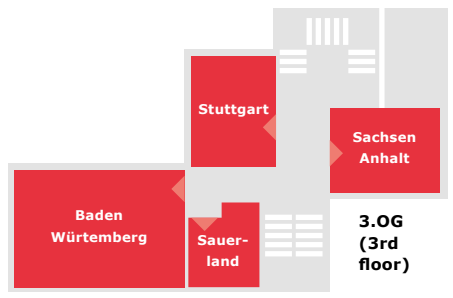 Stuttgart
Sachsen
Anhalt
Baden
Würtemberg
Sauer-
land
3.OG
(3rd
floor)